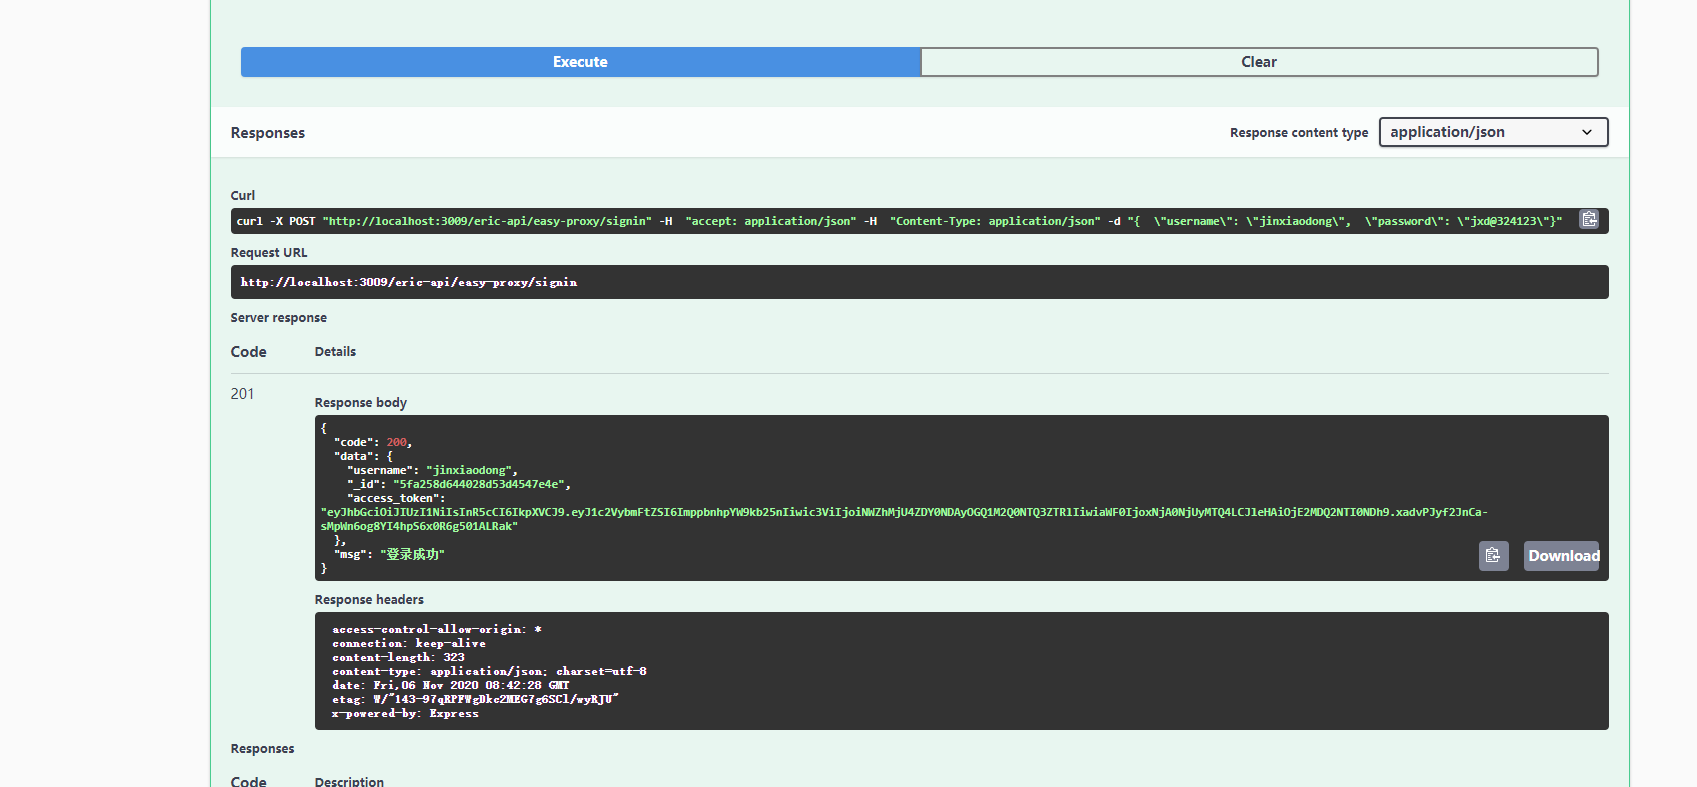 Execute
Clear
Responses
Response content type
application/json
Curl
curl -X POST "http://localhost:3009/eric-api/easy-proxy/signin" -H  "accept: application/json" -H  "Content-Type: application/json" -d "{  \"username\": \"jinxiaodong\",  \"password\": \"jxd@324123\"}"
Request URL
http://localhost:3009/eric-api/easy-proxy/signin
Server response
Code
Details
201
Response body
{
  "code": 200,
  "data": {
    "username": "jinxiaodong",
    "_id": "5fa258d644028d53d4547e4e",
    "access_token":
"eyJhbGciOiJIUzI1NiIsInR5cCI6IkpXVCJ9.eyJ1c2VybmFtZSI6ImppbnhpYW9kb25nIiwic3ViIjoiNWZhMjU4ZDY0NDAyOGQ1M2Q0NTQ3ZTRlIiwiaWF0IjoxNjA0NjUyMTQ4LCJleHAiOjE2MDQ2NTI0NDh9.xadvPJyf2JnCa-
sMpWn6og8YI4hpS6x0R6g501ALRak"
  },
  "msg": "登录成功"
}
Download
Response headers
access-control-allow-origin: *
connection: keep-alive
content-length: 323
content-type: application/json; charset=utf-8
date: Fri,06 Nov 2020 08:42:28 GMT
etag: W/"143-97qRPFWgDkc2MEG7g6SCl/wyRJU"
x-powered-by: Express
Responses
Code
Description